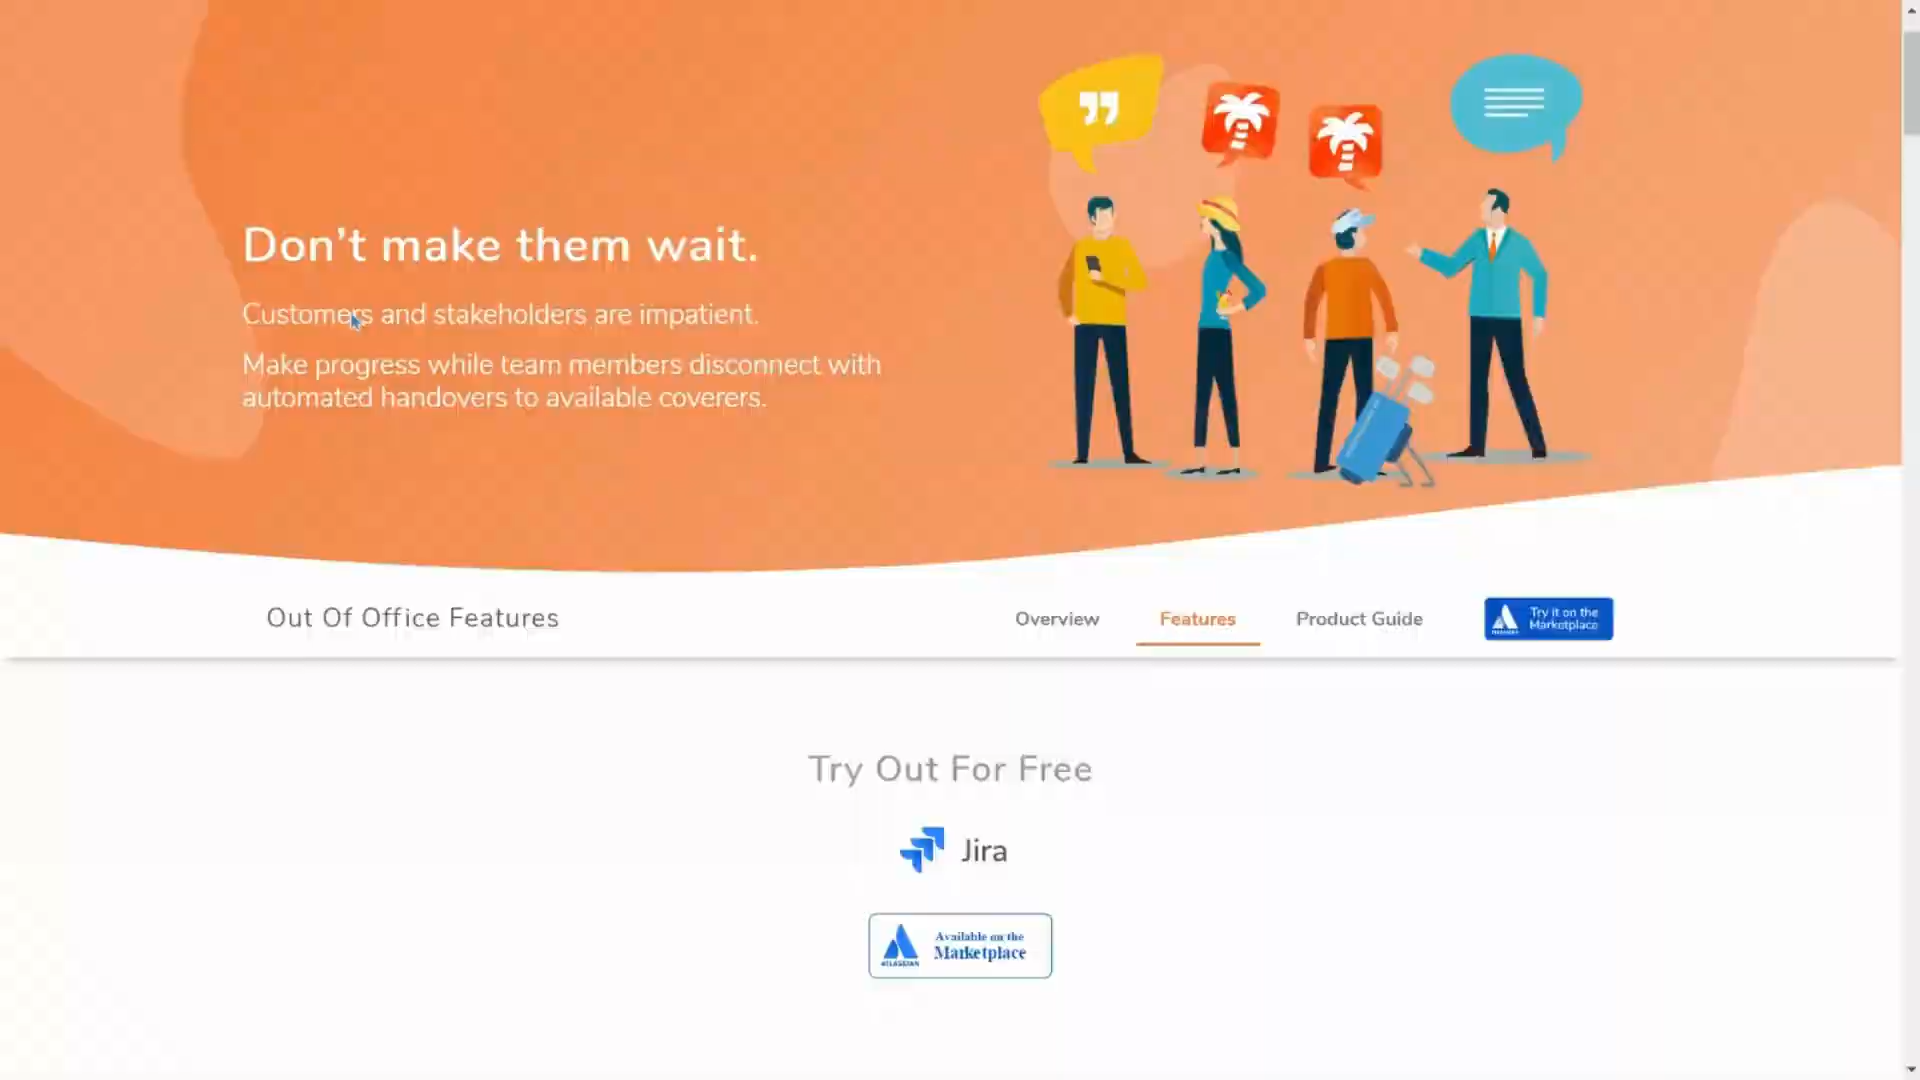 Don't make them wait.
Customers and stakeholders are impatient.
Make progress while team members disconnect with
automated handovers to available coverers.
Out Of Office Features
Overview
Features
Product Guide
Try it on the
Marketplace
Try Out For Free
Jira
Available on the
Marketplace
ATLASSIAN